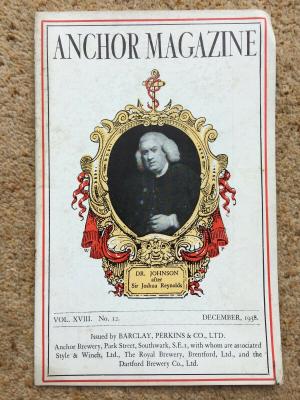 ANCHOR MAGAZINE
DR. JOHNSON
after
Sir Joshua Reynolds
VOL. XVIII. No. 12. DECEMBER, 1938.
Issued by BARCLAY, PERKINS & CO., LTD.
Anchor Brewery, Park Street, Southwark, S.E.1, with whom are associated
Style & Winch, Ltd., The Royal Brewery, Brentford, Ltd., and the
Dartford Brewery Co., Ltd.